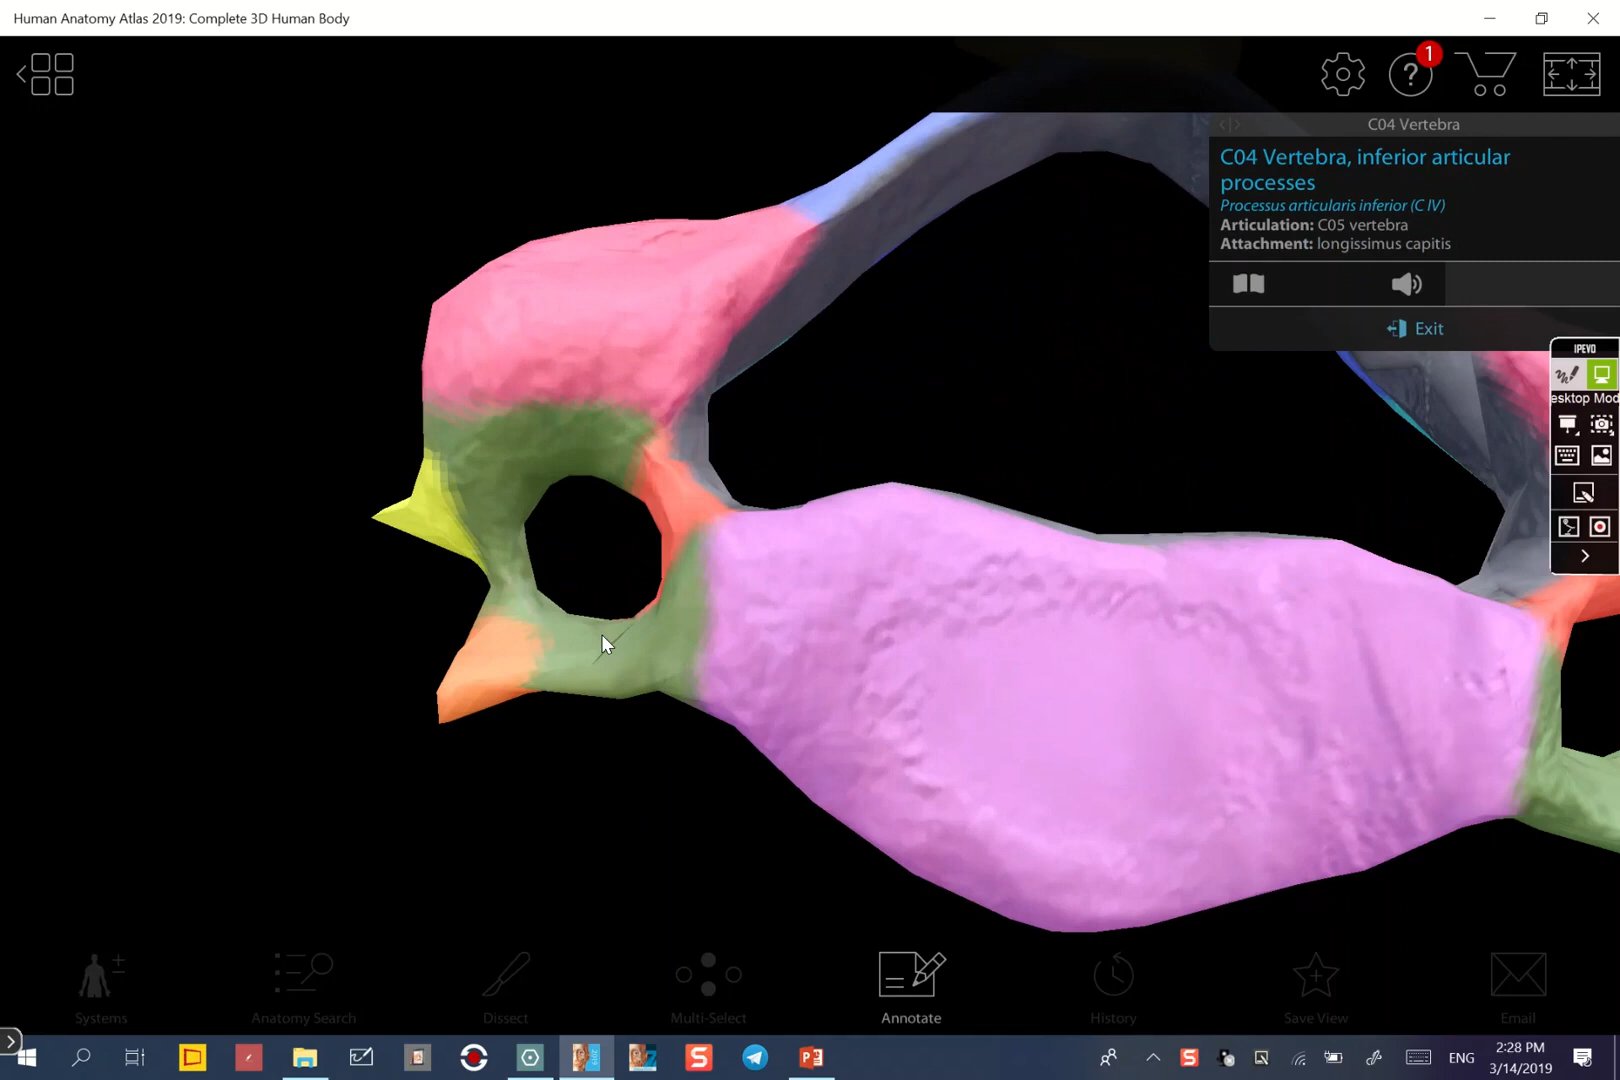 Human Anatomy Atlas 2019: Complete 3D Human Body
1
C04 Vertebra
C04 Vertebra, inferior articular
processes
Processus articularis inferior (C IV)
Articulation: C05 vertebra
Attachment: longissimus capitis
Exit
IPEVO
esktop Mod
Systems
Anatomy Search
Dissect
Multi-Select
Annotate
History
Save View
Email
ENG
2:28 PM
3/14/2019